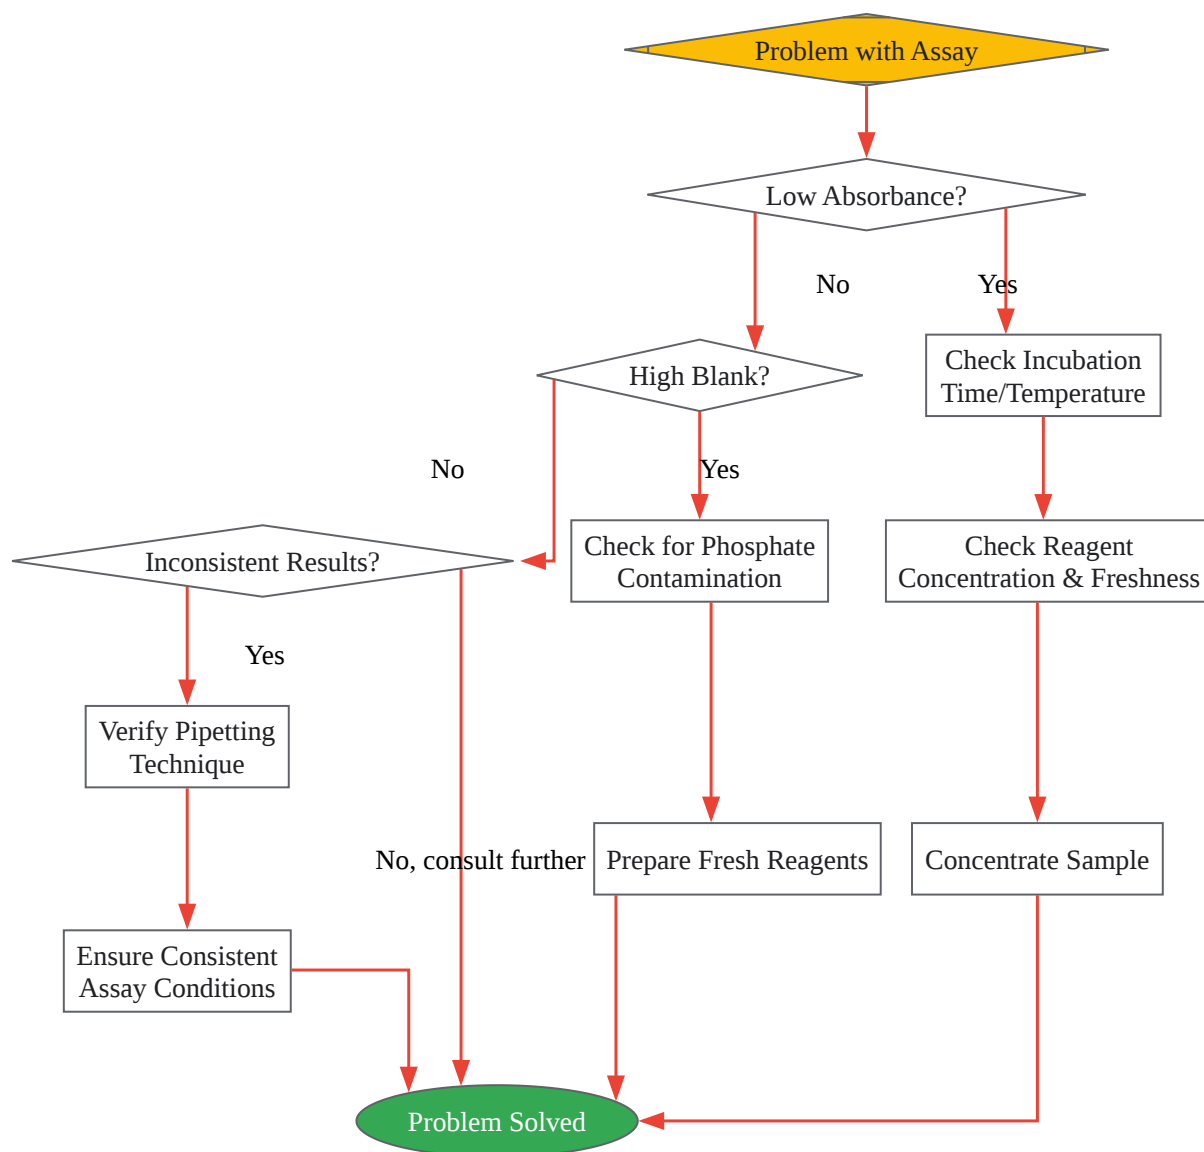 Problem with Assay
Low Absorbance?
No
Yes
High Blank?
Check Incubation
Time/Temperature
No
Yes
Inconsistent Results?
Check for Phosphate
Contamination
Check Reagent
Concentration & Freshness
Yes
Verify Pipetting
Technique
No, consult further
Prepare Fresh Reagents
Concentrate Sample
Ensure Consistent
Assay Conditions
Problem Solved